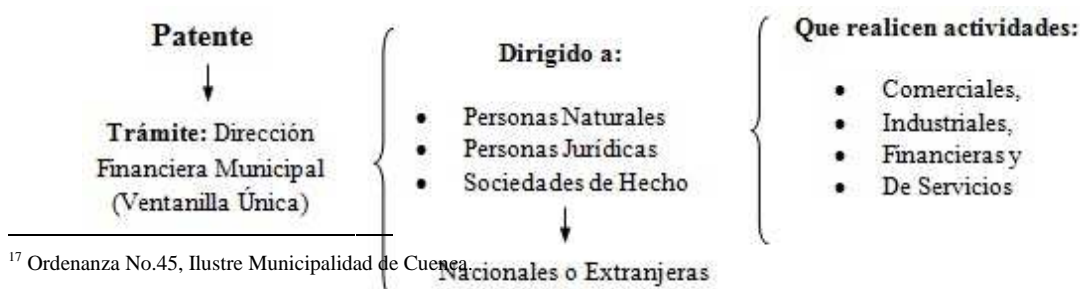 Patente
Trámite: Dirección
Financiera Municipal
(Ventanilla Única)
Dirigido a:
• Personas Naturales
• Personas Jurídicas
• Sociedades de Hecho
Nacionales o Extranjeras
Que realicen actividades:
• Comerciales,
• Industriales,
• Financieras y
• De Servicios
17 Ordenanza No.45, Ilustre Municipalidad de Cuenca.